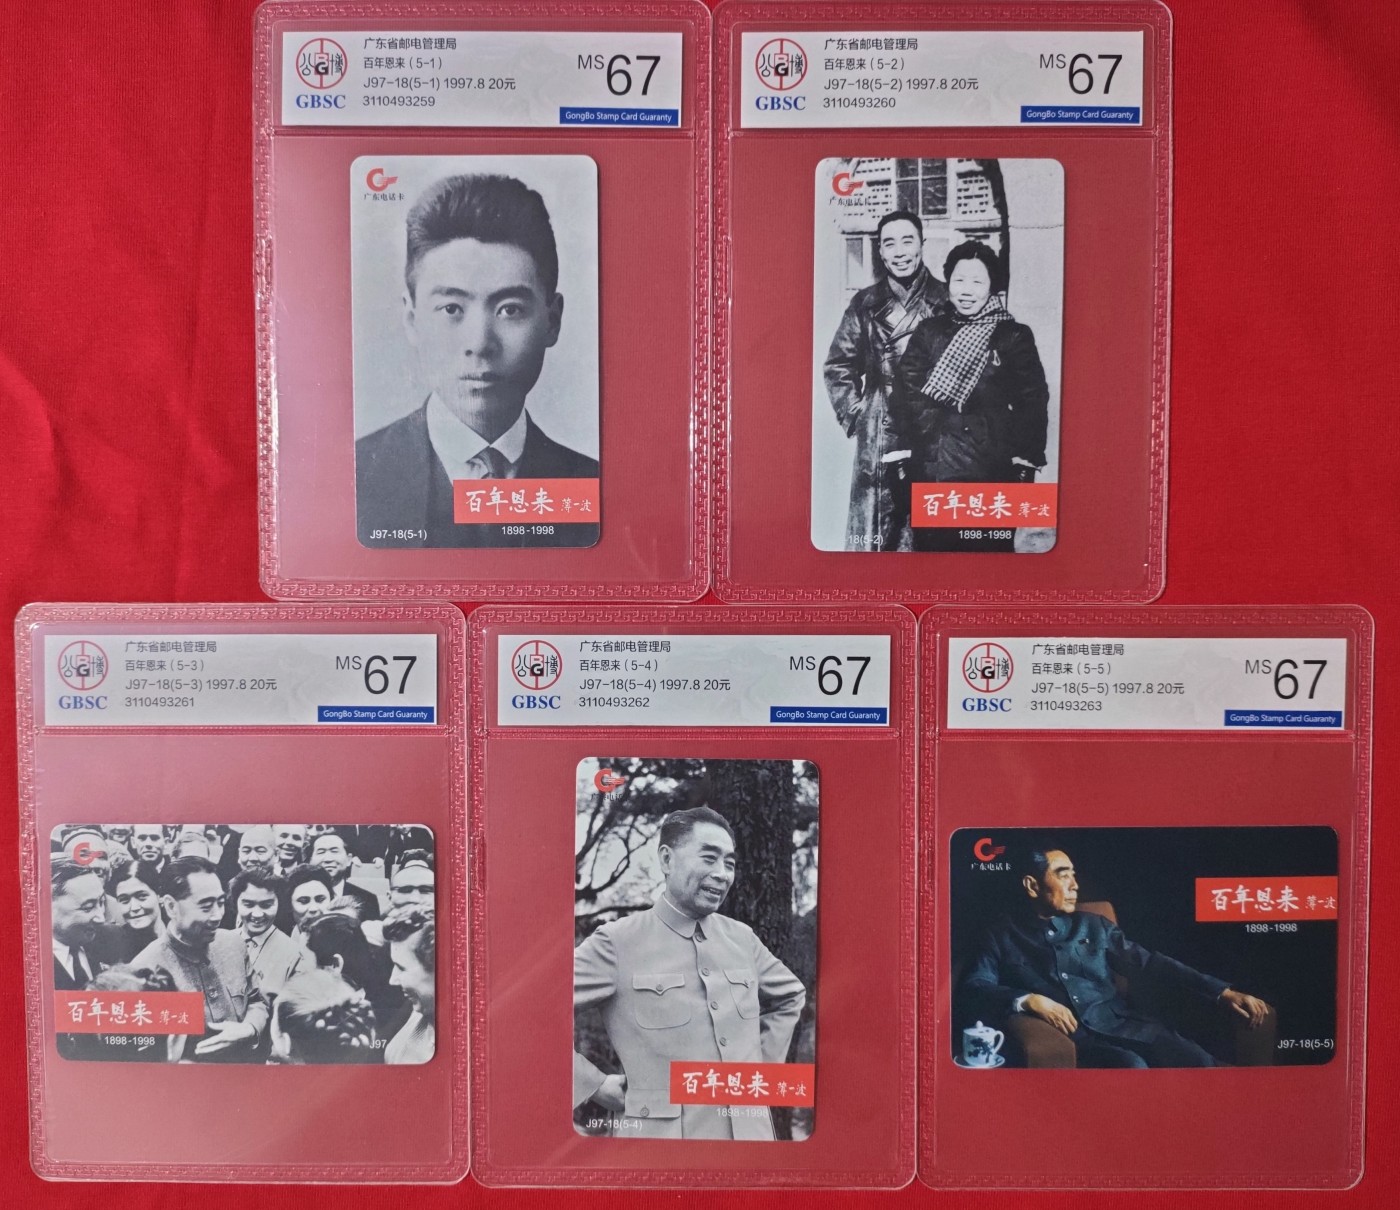 广东省邮电管理局
百年恩来（5-1）
J97-18(5-1) 1997.8 20元
3110493259
MS 67
GBSC
GongBo Stamp Card Guaranty
广东电话卡
百年恩来 薄一波
1898-1998
J97-18(5-1)
广东省邮电管理局
百年恩来（5-2）
J97-18(5-2) 1997.8 20元
3110493260
MS 67
GBSC
GongBo Stamp Card Guaranty
广东电话卡
百年恩来 薄一波
1898-1998
18(5-2)
广东省邮电管理局
百年恩来（5-3）
J97-18(5-3) 1997.8 20元
3110493261
MS 67
GBSC
GongBo Stamp Card Guaranty
百年恩来 薄一波
1898-1998
J97
广东省邮电管理局
百年恩来（5-4）
J97-18(5-4) 1997.8 20元
3110493262
MS 67
GBSC
GongBo Stamp Card Guaranty
百年恩来 薄一波
1898-1998
J97-18(5-4)
广东省邮电管理局
百年恩来（5-5）
J97-18(5-5) 1997.8 20元
3110493263
MS 67
GBSC
GongBo Stamp Card Guaranty
广东电话卡
百年恩来 薄一波
1898-1998
J97-18(5-5)